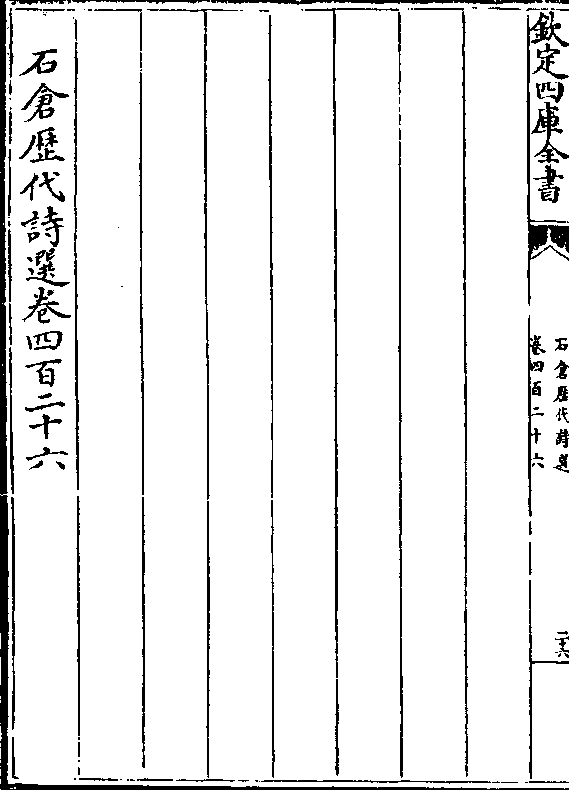 欽定四庫全書
石倉歷代詩選
卷四百二十六
二十六
石倉歷代詩選卷四百二十六